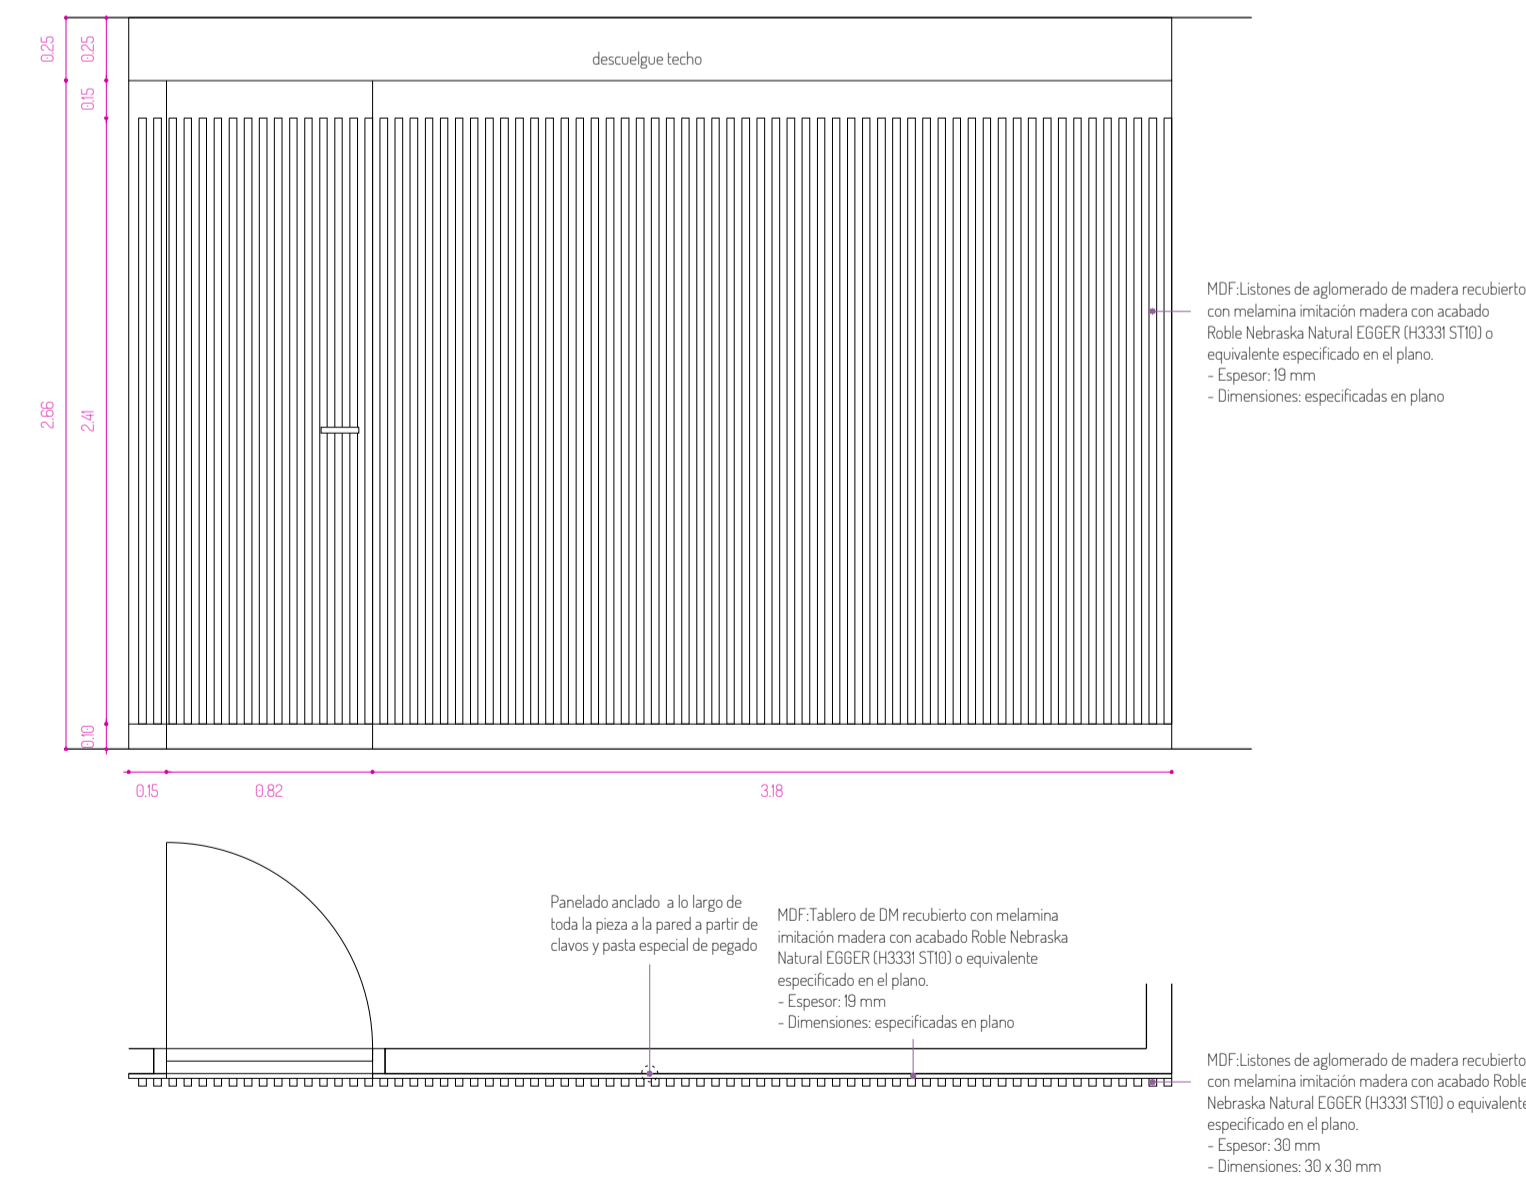 0.25
0.25
descuelgue techo
0.15
2.66
2.41
0.10
0.15
0.82
3.18
MDF:Listones de aglomerado de madera recubierto
con melamina imitación madera con acabado
Roble Nebraska Natural EGGER (H3331 ST10) o
equivalente especificado en el plano.
- Espesor: 19 mm
- Dimensiones: especificadas en plano
Panelado anclado a lo largo de
toda la pieza a la pared a partir de
clavos y pasta especial de pegado
MDF:Tablero de DM recubierto con melamina
imitación madera con acabado Roble Nebraska
Natural EGGER (H3331 ST10) o equivalente
especificado en el plano.
- Espesor: 19 mm
- Dimensiones: especificadas en plano
MDF:Listones de aglomerado de madera recubierto
con melamina imitación madera con acabado Roble
Nebraska Natural EGGER (H3331 ST10) o equivalente
especificado en el plano.
- Espesor: 30 mm
- Dimensiones: 30 x 30 mm